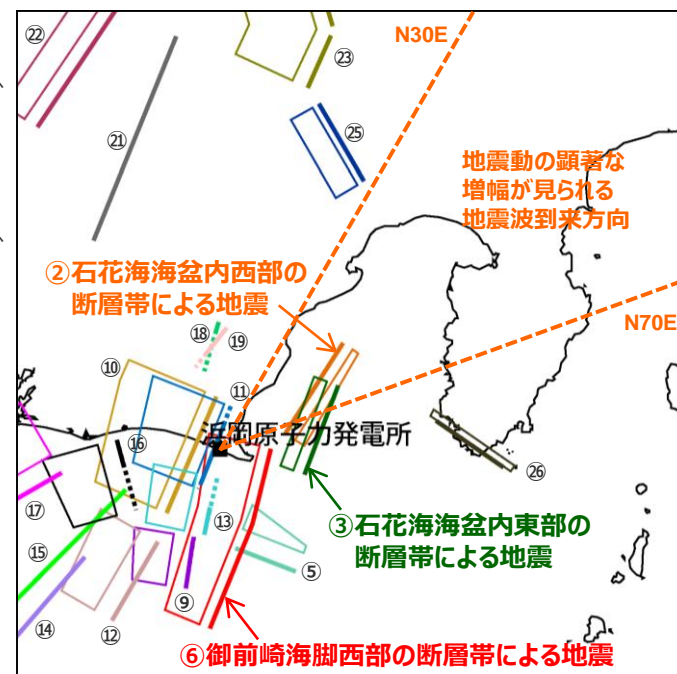 ㉒
㉓
N30E
㉑
㉕
地震動の顕著な
増幅が見られる
地震波到来方向
②石花海海盆内西部の
断層帯による地震
N70E
⑱
⑲
⑩
⑪
浜岡原子力発電所
⑯
㉖
⑰
⑬
③石花海海盆内東部の
断層帯による地震
⑮
⑤
⑨
⑭
⑫
⑥御前崎海脚西部の断層帯による地震